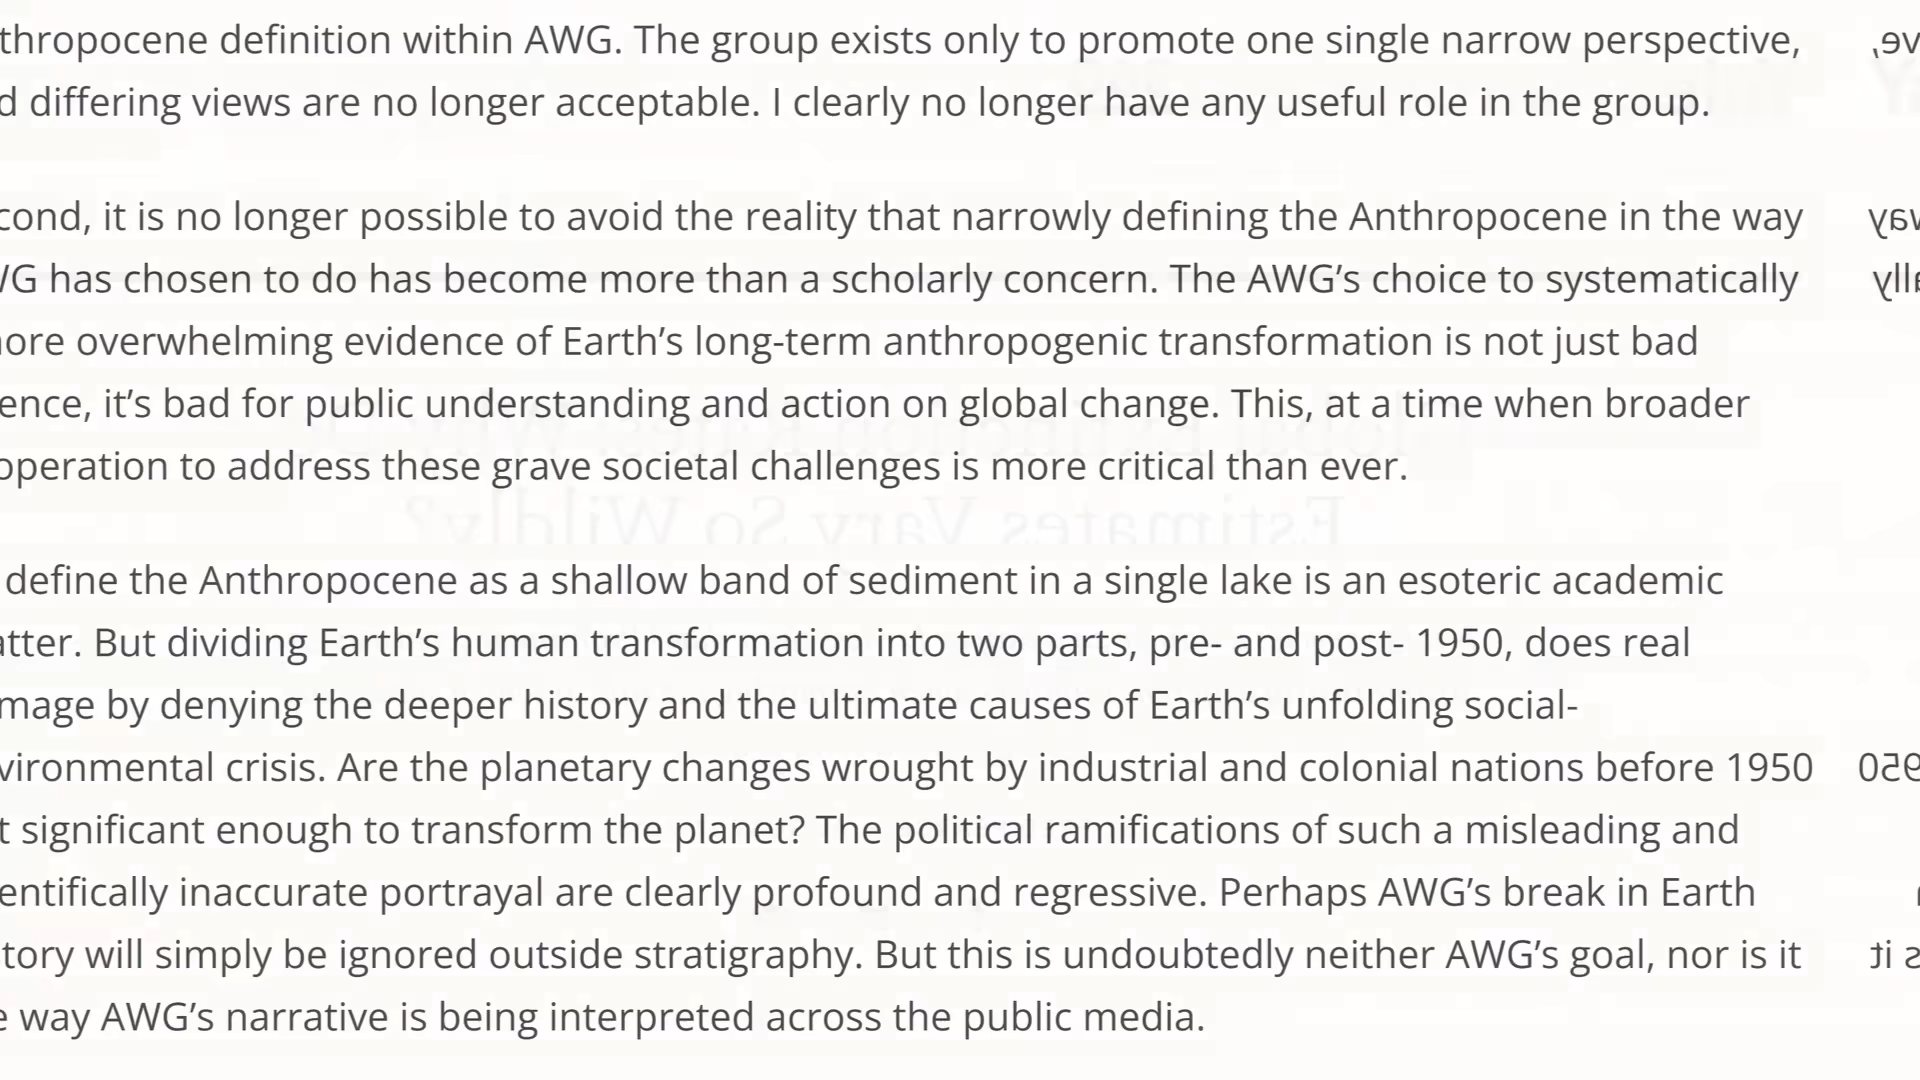 thropocene definition within AWG. The group exists only to promote one single narrow perspective,
d differing views are no longer acceptable. I clearly no longer have any useful role in the group.
cond, it is no longer possible to avoid the reality that narrowly defining the Anthropocene in the way
WG has chosen to do has become more than a scholarly concern. The AWG’s choice to systematically
nore overwhelming evidence of Earth’s long-term anthropogenic transformation is not just bad
ence, it’s bad for public understanding and action on global change. This, at a time when broader
operation to address these grave societal challenges is more critical than ever.
Estimates Vary So Wildly?
define the Anthropocene as a shallow band of sediment in a single lake is an esoteric academic
atter. But dividing Earth’s human transformation into two parts, pre- and post- 1950, does real
mage by denying the deeper history and the ultimate causes of Earth’s unfolding social-
vironmental crisis. Are the planetary changes wrought by industrial and colonial nations before 1950
t significant enough to transform the planet? The political ramifications of such a misleading and
entifically inaccurate portrayal are clearly profound and regressive. Perhaps AWG’s break in Earth
tory will simply be ignored outside stratigraphy. But this is undoubtedly neither AWG’s goal, nor is it
e way AWG’s narrative is being interpreted across the public media.